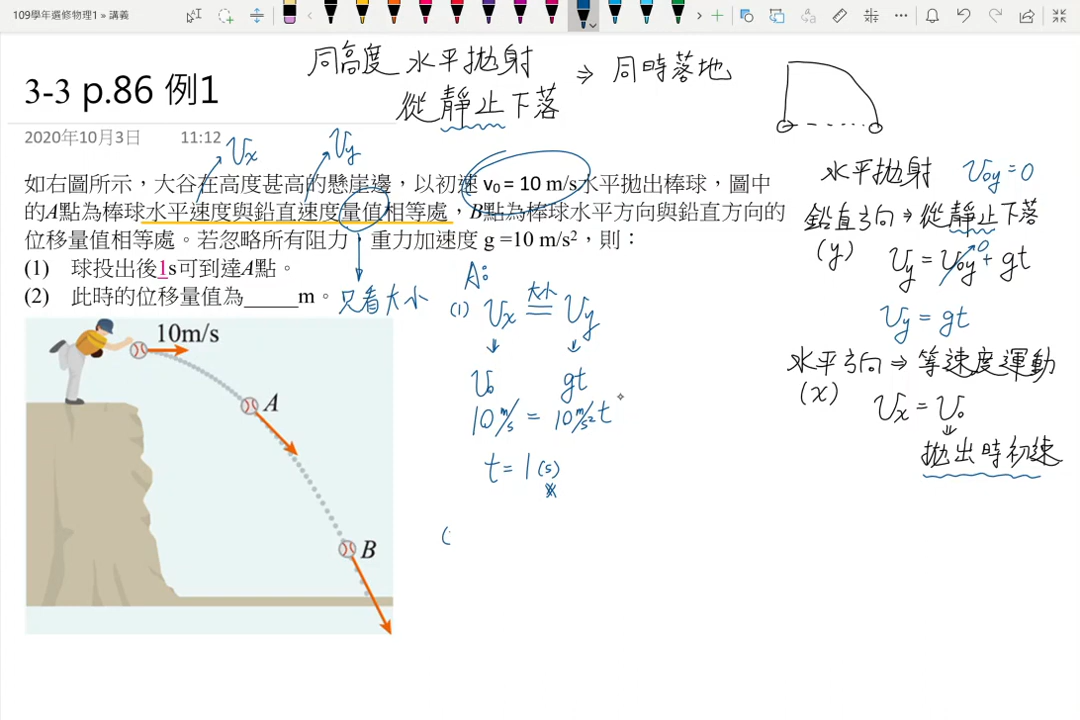 109學年選修物理1 » 講義
同高度 水平拋射
從靜止下落
⇒ 同時落地
3-3 p.86 例1
2020年10月3日 11:12
Vx
Vy
如右圖所示，大谷在高度甚高的懸崖邊，以初速 v₀ = 10 m/s水平拋出棒球，圖中
的A點為棒球水平速度與鉛直速度量值相等處，B點為棒球水平方向與鉛直方向的
位移量值相等處。若忽略所有阻力，重力加速度 g =10 m/s²，則：
(1) 球投出後1s可到達A點。
(2) 此時的位移量值為_____m。
只看大小
10m/s
A
B
A:
(1) Vx 大小= Vy
V₀ gt
10 m/s = 10 m/s² t
t = 1 (s)
(
水平拋射 V₀y = 0
鉛直方向 → 從靜止下落
(y) Vy = V₀y 0 + gt
Vy = gt
水平方向 ⇒ 等速度運動
(x) Vx = V₀
拋出時初速